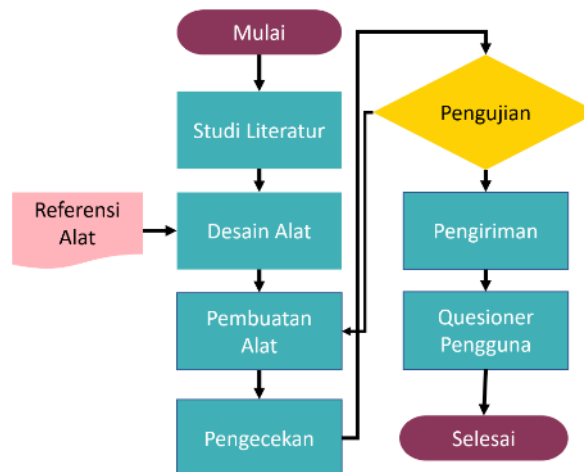 Mulai
Studi Literatur
Referensi
Alat
Desain Alat
Pembuatan
Alat
Pengecekan
Pengujian
Pengiriman
Quesioner
Pengguna
Selesai